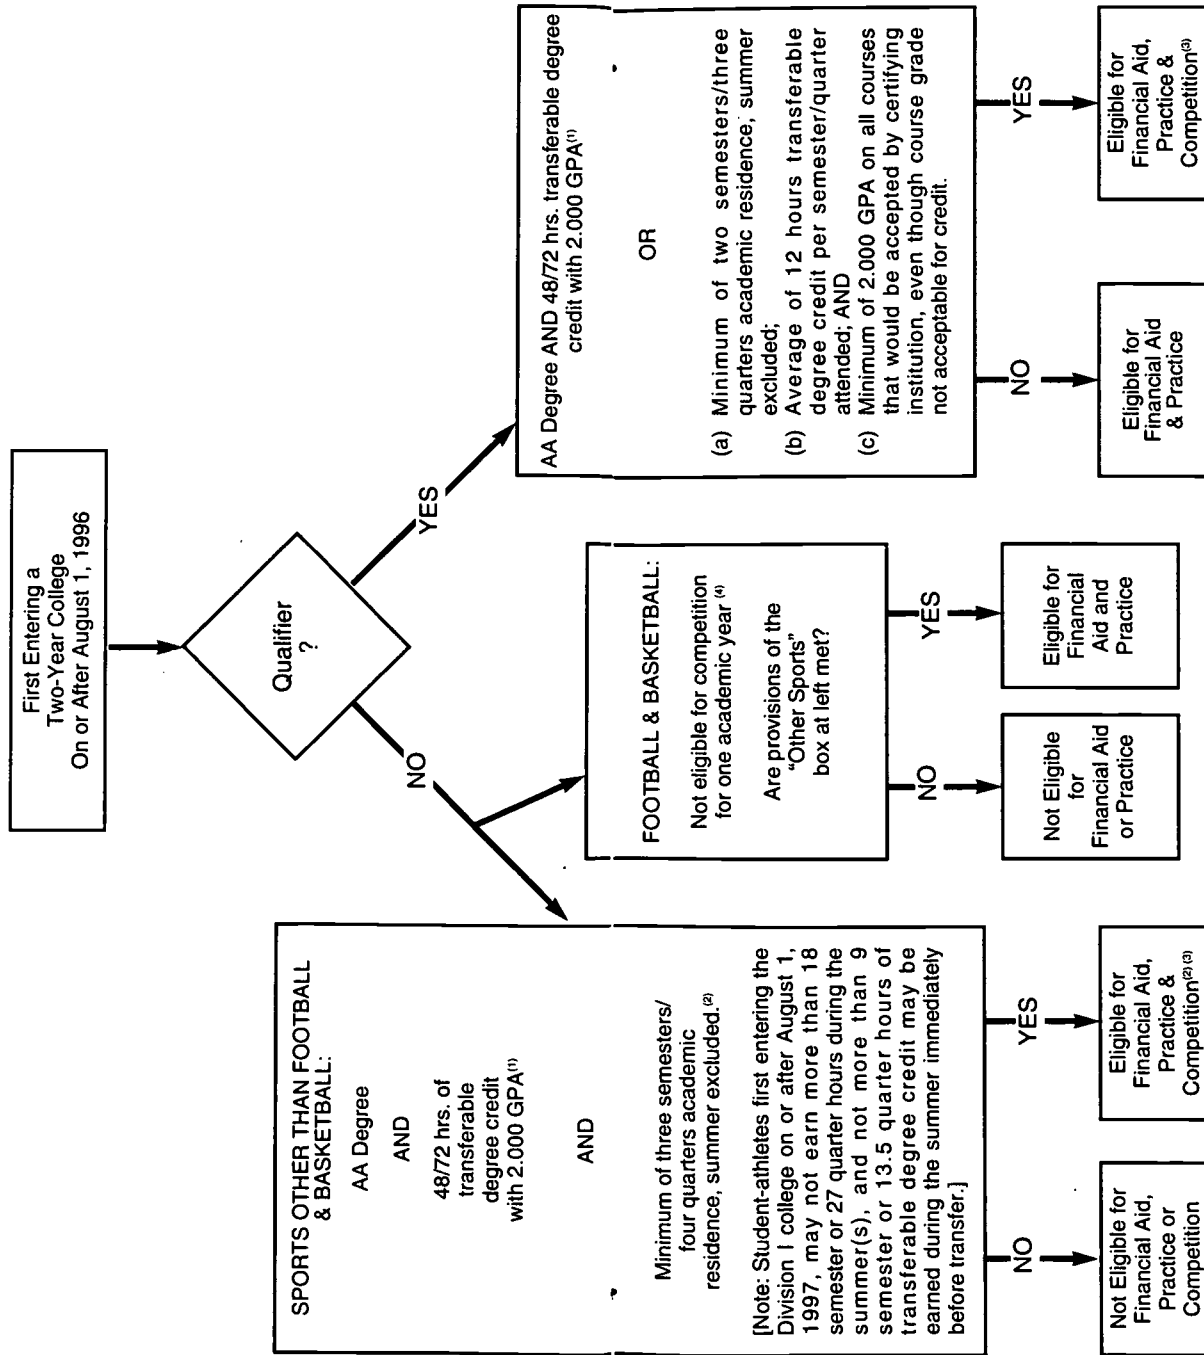 First Entering a
Two-Year College
On or After August 1, 1996
Qualifier
?
NO
YES
SPORTS OTHER THAN FOOTBALL
& BASKETBALL:
AA Degree
AND
48/72 hrs. of
transferable
degree credit
with 2.000 GPA(1)
AND
Minimum of three semesters/
four quarters academic
residence, summer excluded.(2)
[Note: Student-athletes first entering the
Division I college on or after August 1,
1997, may not earn more than 18
semester or 27 quarter hours during the
summer(s), and not more than 9
semester or 13.5 quarter hours of
transferable degree credit may be
earned during the summer immediately
before transfer.]
NO
YES
Not Eligible for
Financial Aid,
Practice or
Competition
Eligible for
Financial Aid,
Practice &
Competition(2)(3)
FOOTBALL & BASKETBALL:
Not eligible for competition
for one academic year (4)
Are provisions of the
"Other Sports"
box at left met?
NO
YES
Not Eligible
for
Financial Aid
or Practice
Eligible for
Financial
Aid and
Practice
AA Degree AND 48/72 hrs. transferable degree
credit with 2.000 GPA(1)
OR
(a) Minimum of two semesters/three
quarters academic residence, summer
excluded;
(b) Average of 12 hours transferable
degree credit per semester/quarter
attended; AND
(c) Minimum of 2.000 GPA on all courses
that would be accepted by certifying
institution, even though course grade
not acceptable for credit.
NO
YES
Eligible for
Financial Aid
& Practice
Eligible for
Financial Aid,
Practice &
Competition(3)